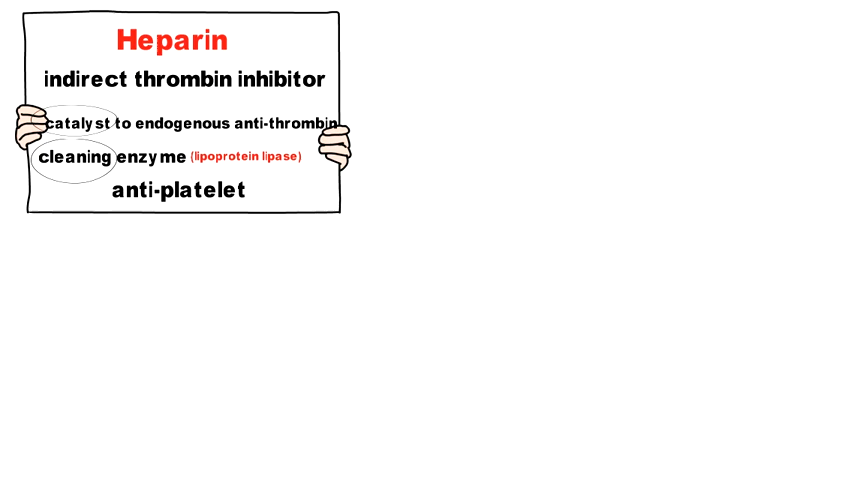 Heparin
indirect thrombin inhibitor
catalyst to endogenous anti-thrombin
cleaning enzyme (lipoprotein lipase)
anti-platelet